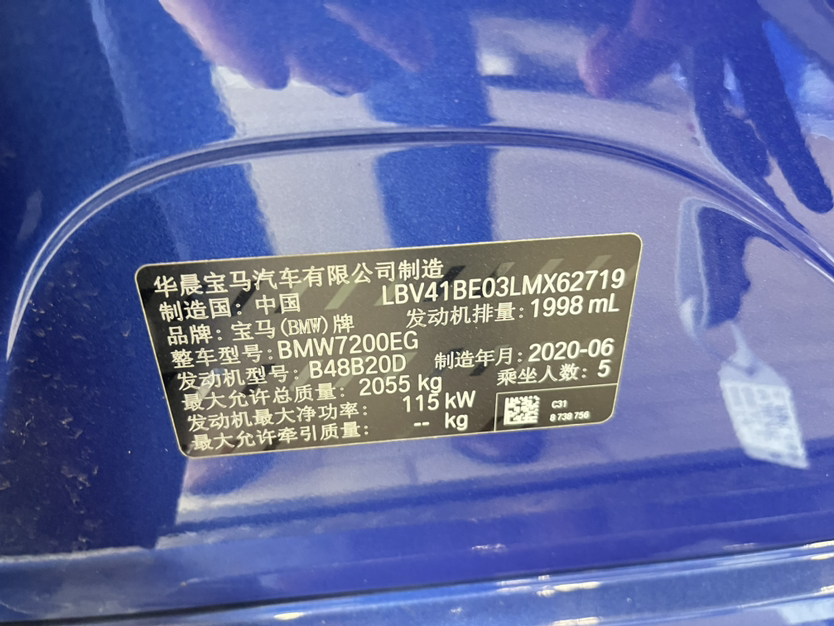 华晨宝马汽车有限公司制造
制造国：中国 LBV41BE03LMX62719
品牌：宝马(BMW)牌 发动机排量：1998 mL
整车型号：BMW7200EG
发动机型号：B48B20D 制造年月：2020-06
最大允许总质量：2055 kg 乘坐人数：5
发动机最大净功率：115 kW
最大允许牵引质量：-- kg
C31
8 738 756